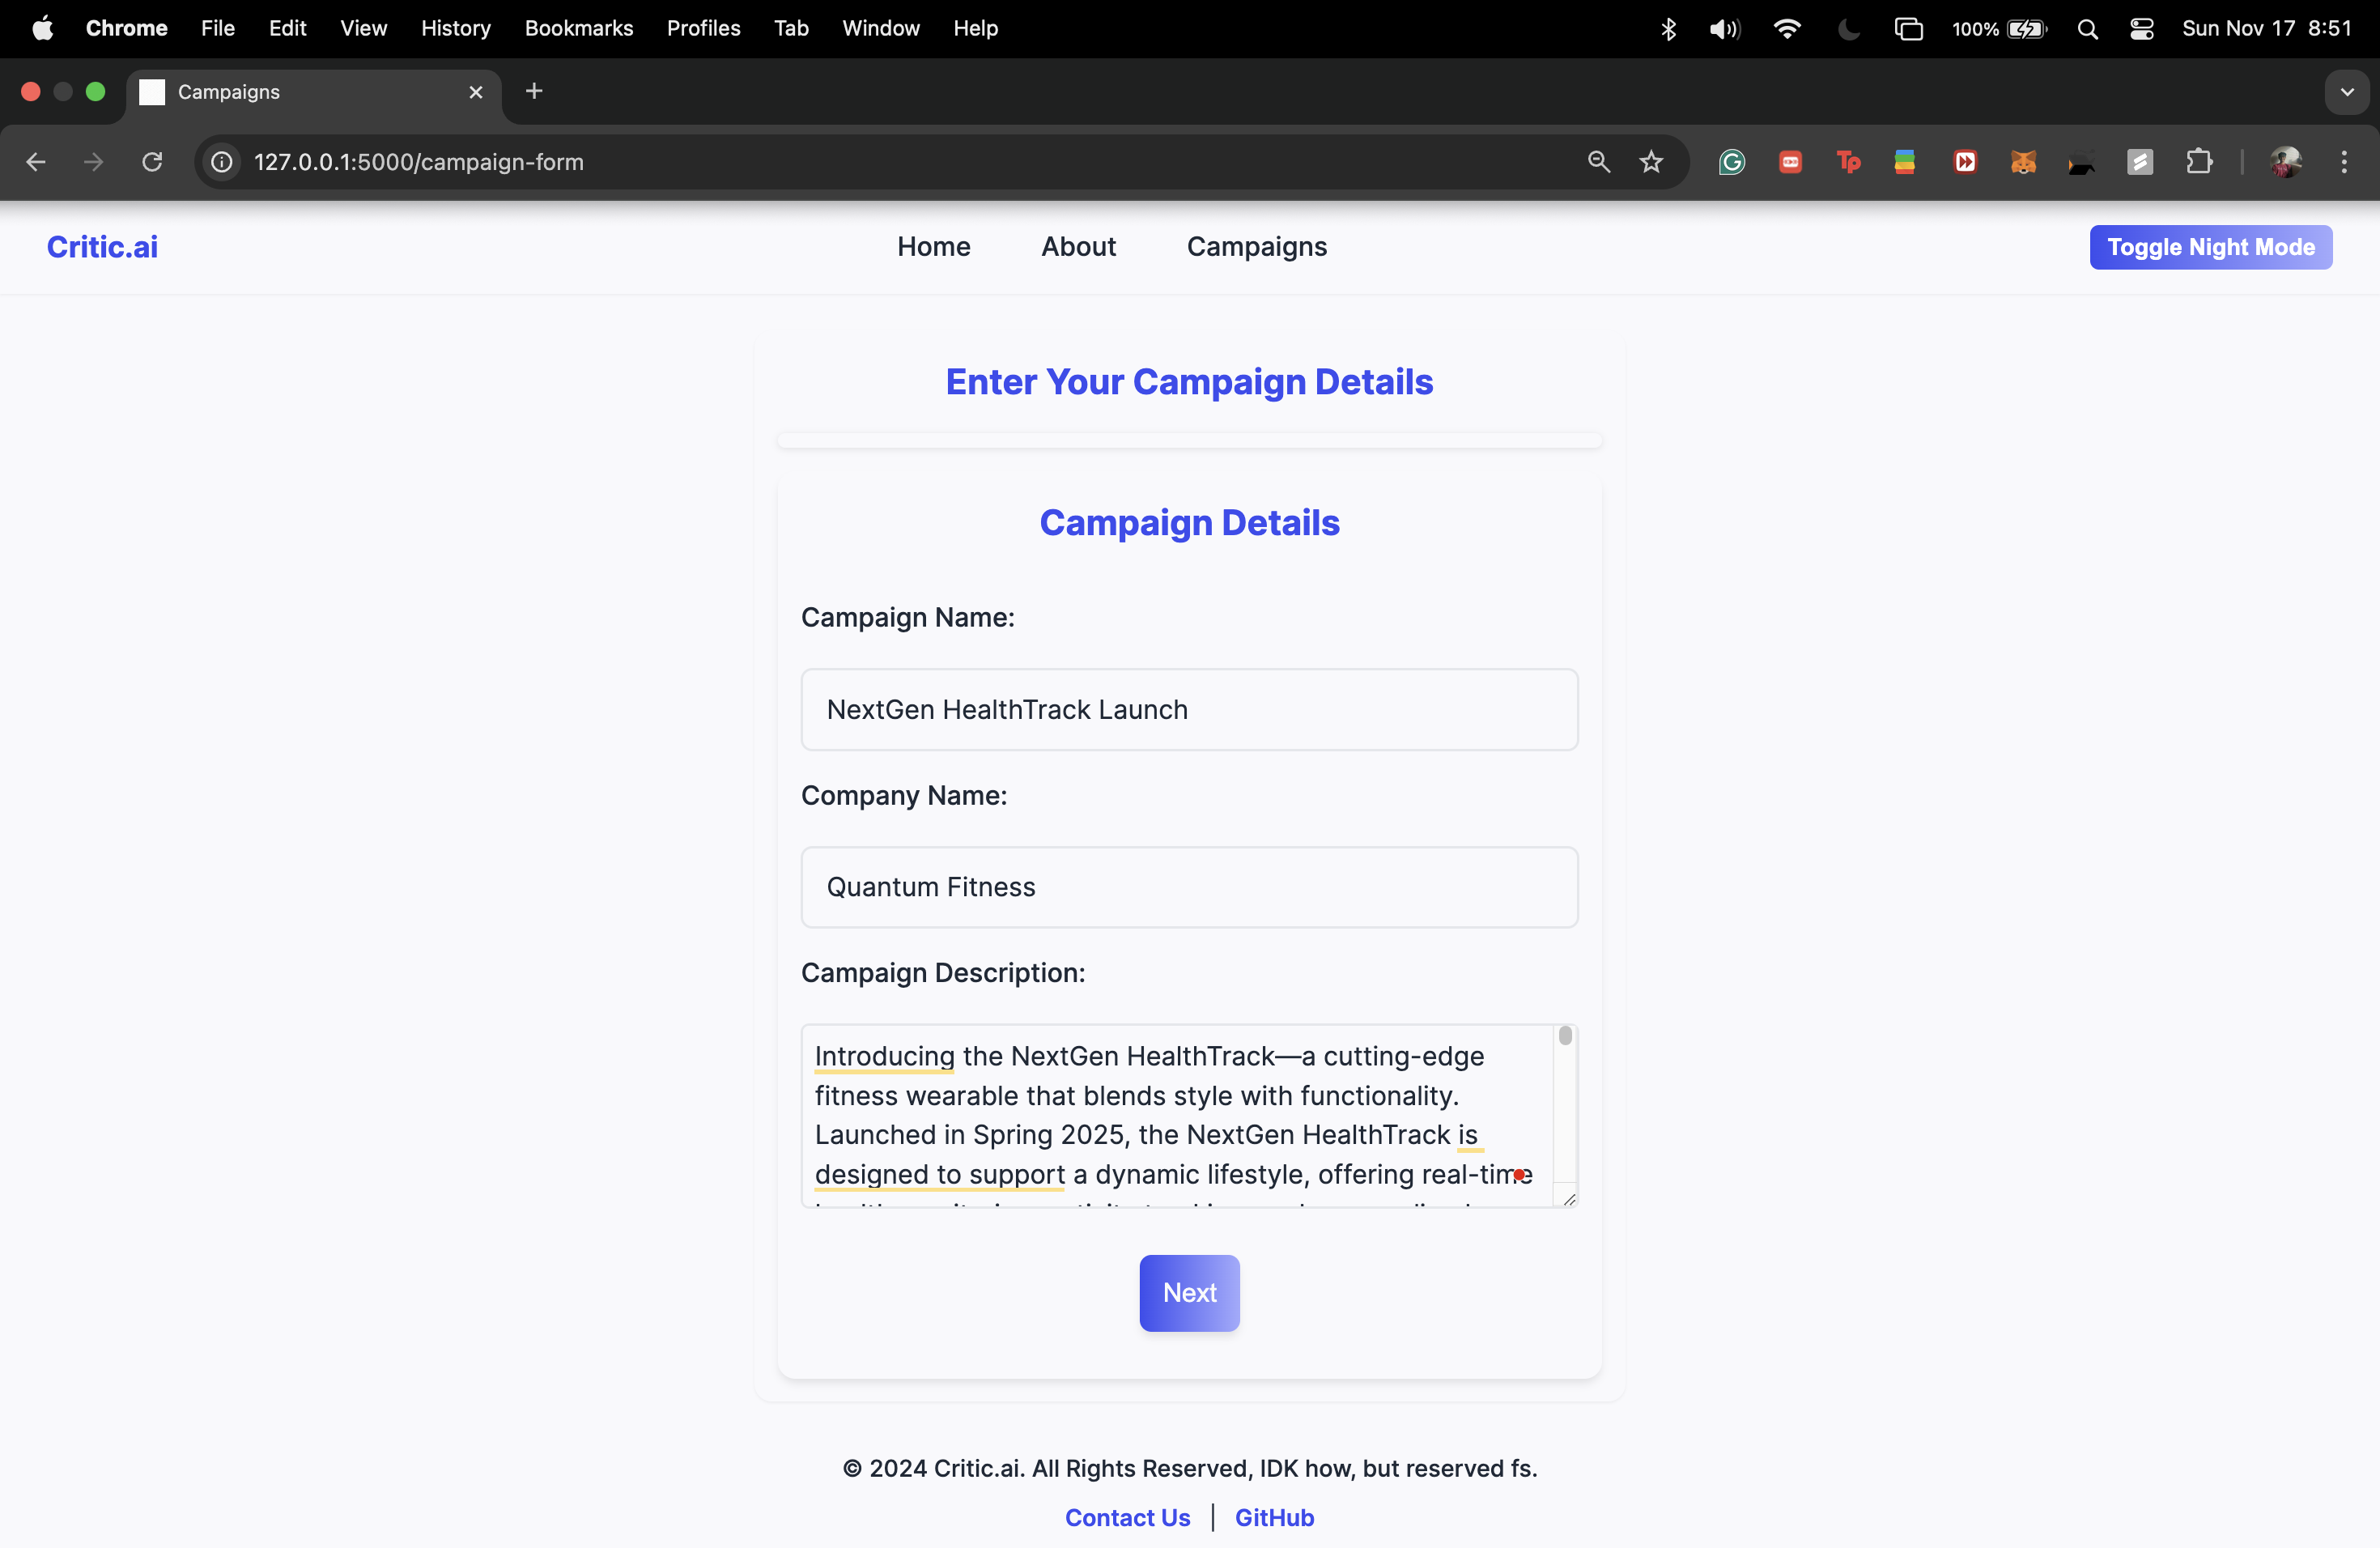 Chrome File Edit View History Bookmarks Profiles Tab Window Help 100% Sun Nov 17 8:51
Campaigns
127.0.0.1:5000/campaign-form
Critic.ai Home About Campaigns Toggle Night Mode
Enter Your Campaign Details
Campaign Details
Campaign Name:
NextGen HealthTrack Launch
Company Name:
Quantum Fitness
Campaign Description:
Introducing the NextGen HealthTrack—a cutting-edge
fitness wearable that blends style with functionality.
Launched in Spring 2025, the NextGen HealthTrack is
designed to support a dynamic lifestyle, offering real-time
Next
© 2024 Critic.ai. All Rights Reserved, IDK how, but reserved fs.
Contact Us | GitHub